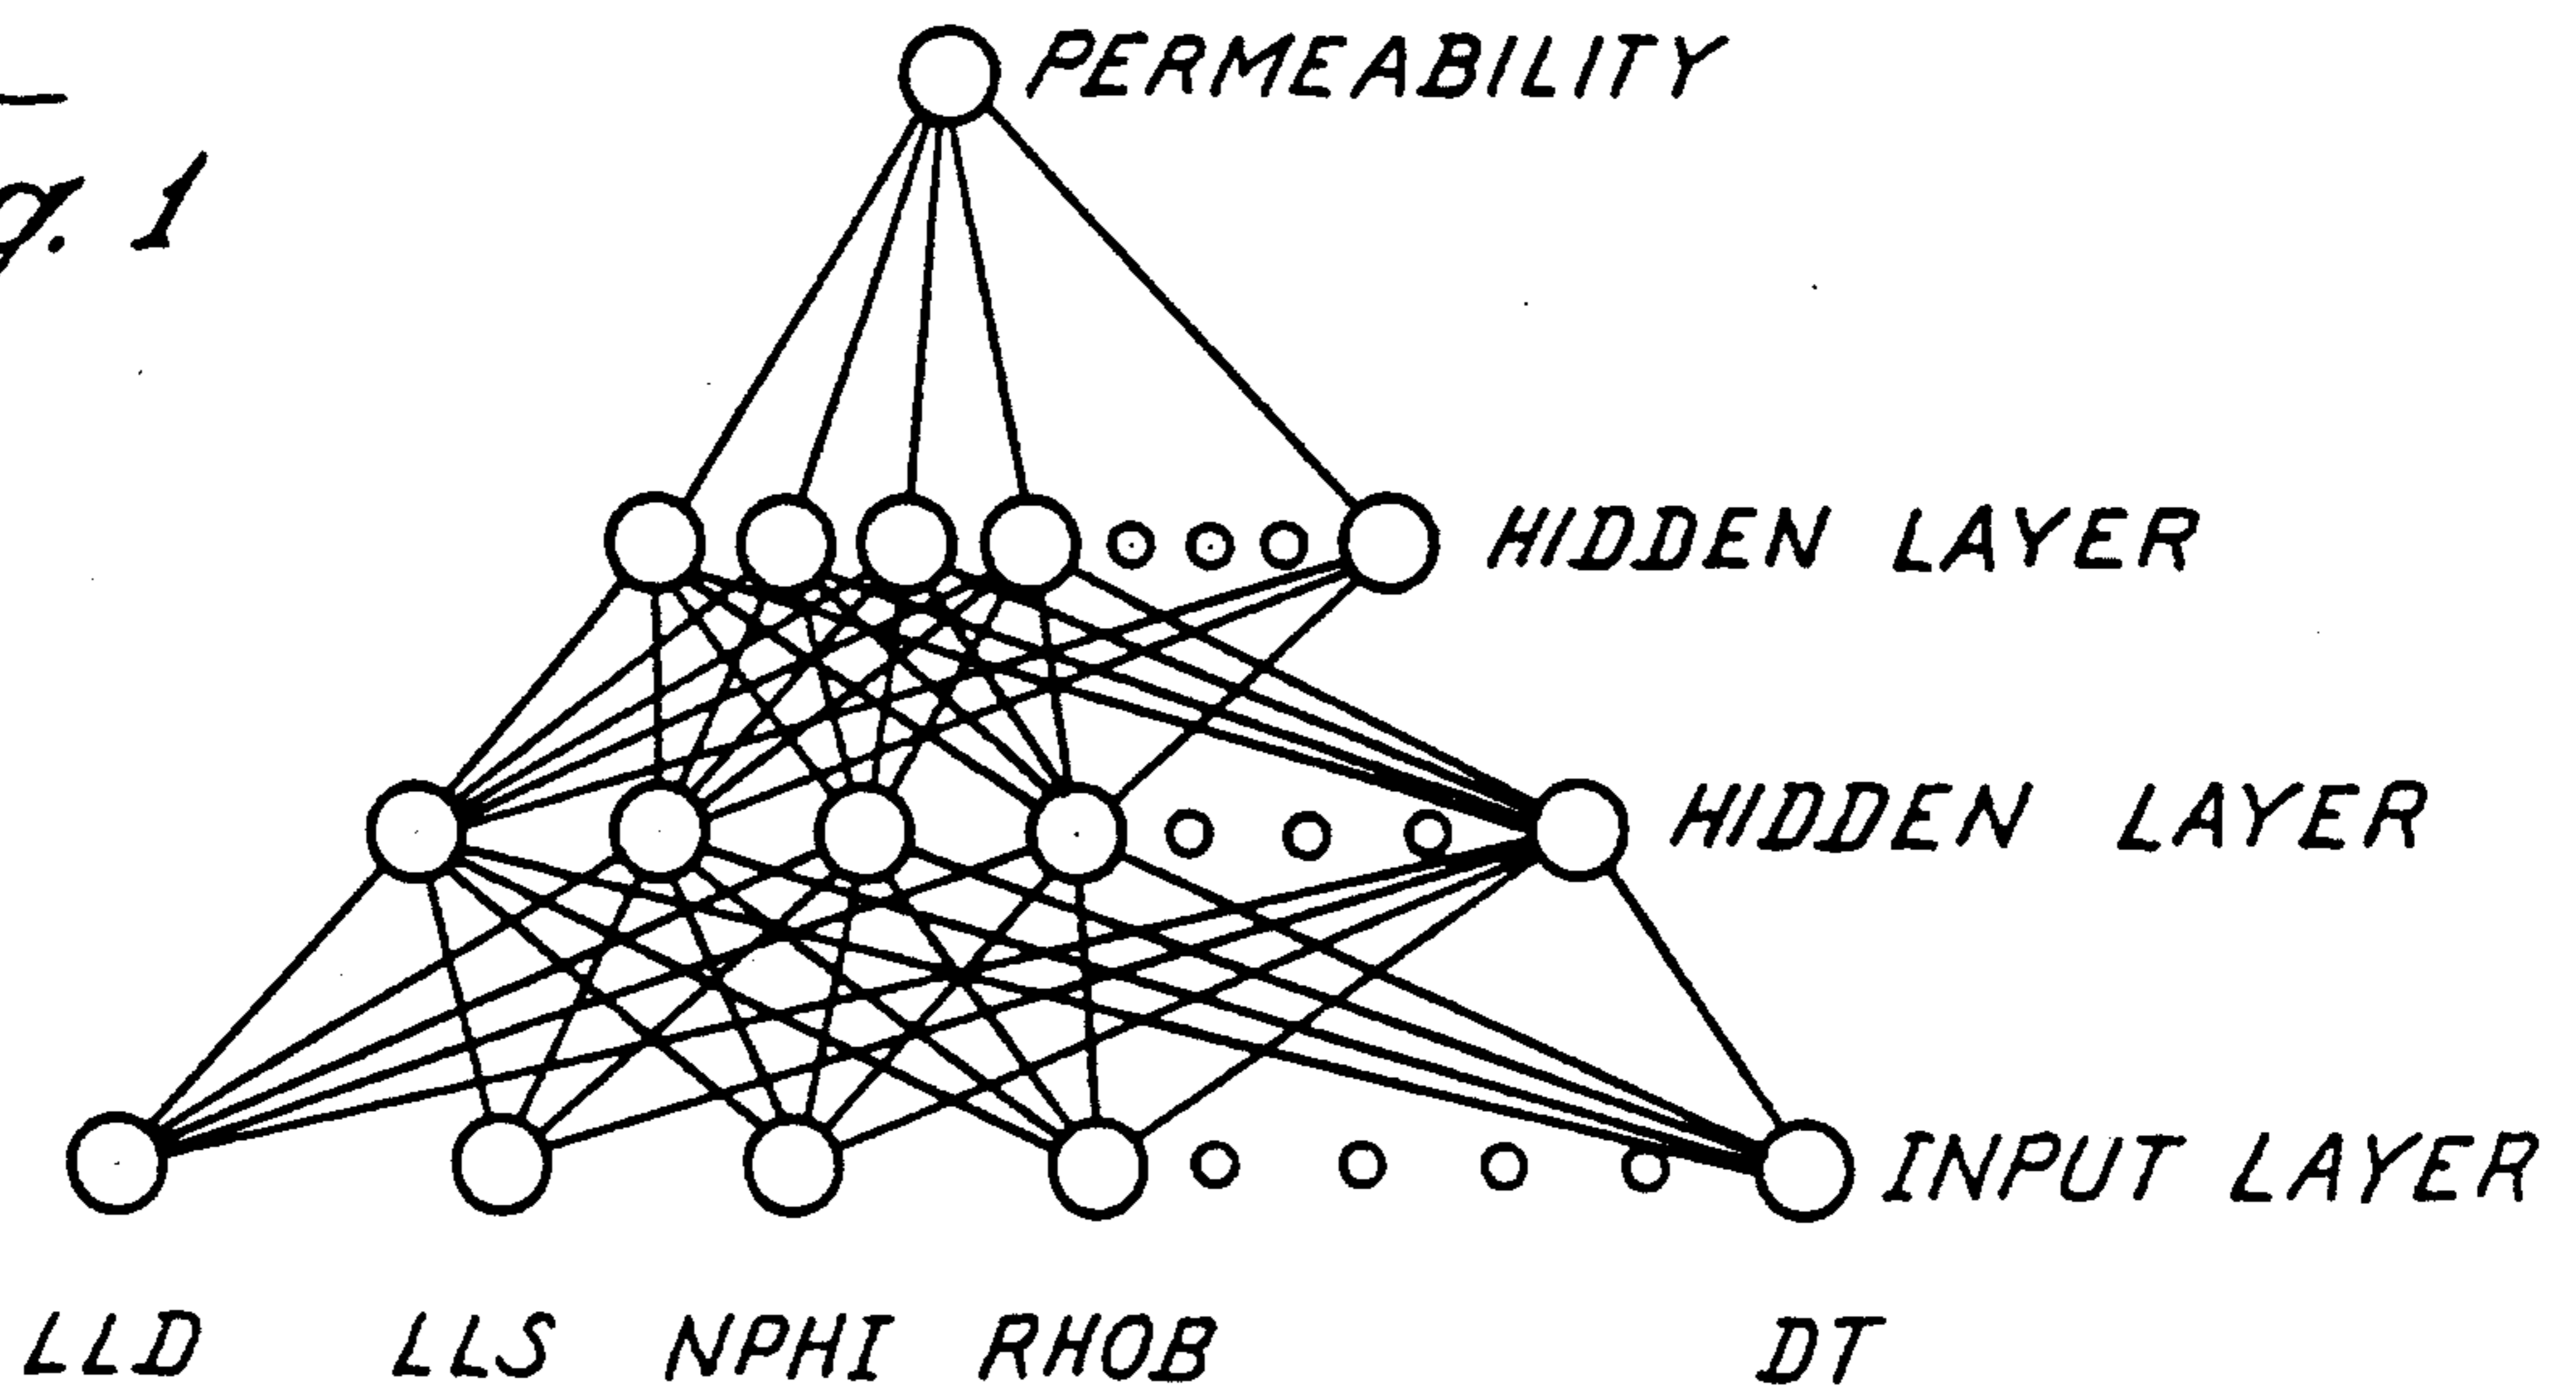 PERMEABILITY
g. 1
HIDDEN LAYER
HIDDEN LAYER
INPUT LAYER
LLD LLS NPHI RHOB DT